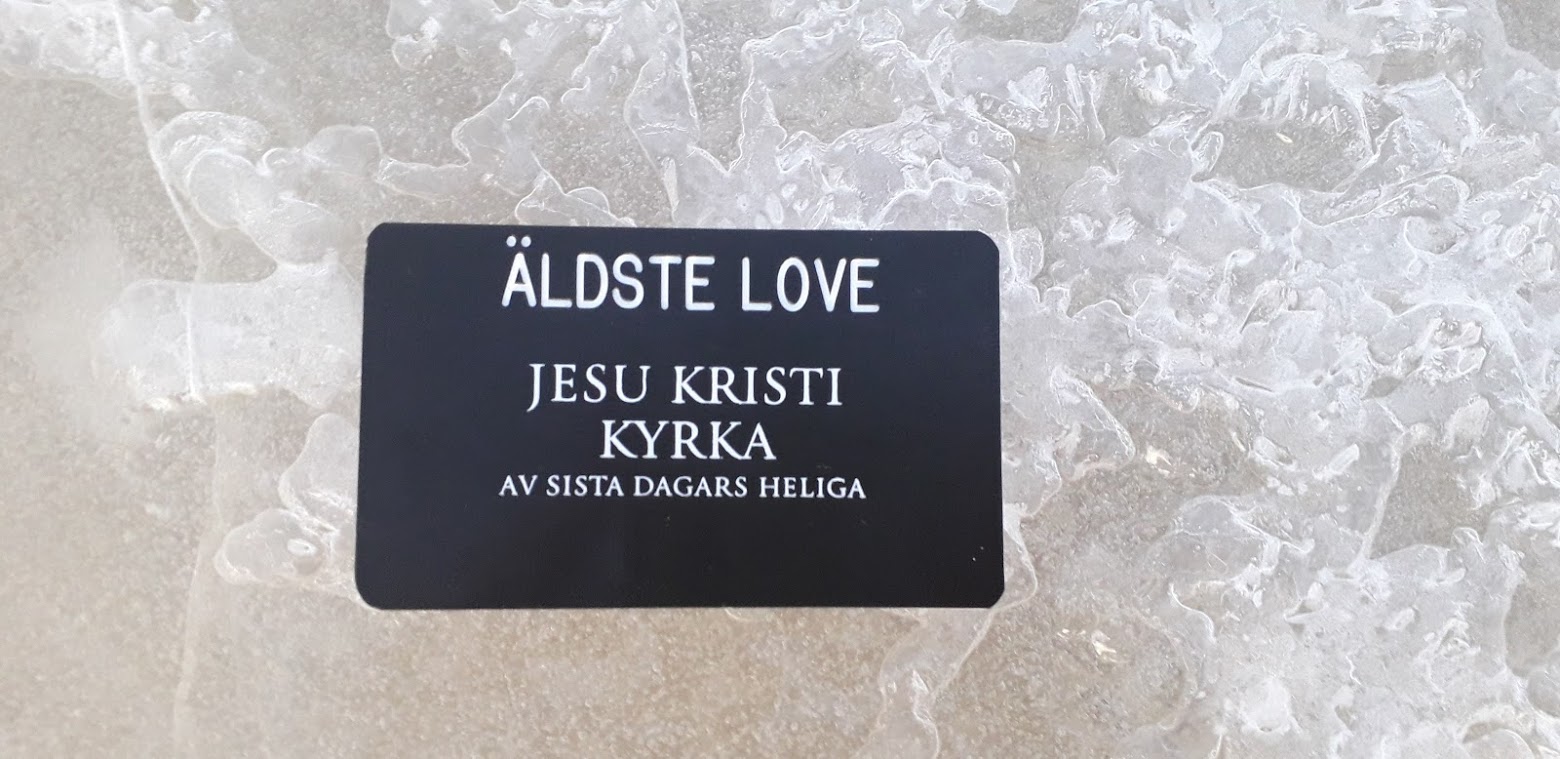 ÄLDSTE LOVE
JESU KRISTI
KYRKA
AV SISTA DAGARS HELIGA